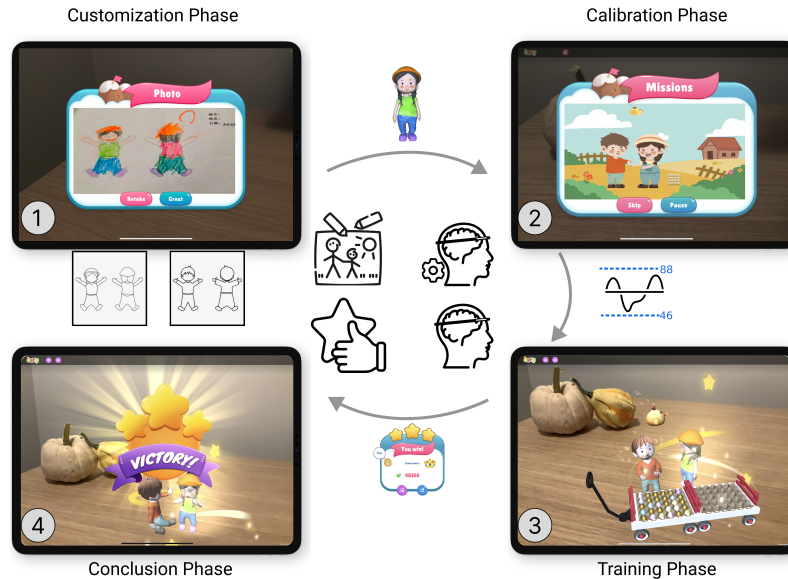 Customization Phase
Calibration Phase
Photo
Retake
Great
1
Missions
Skip
Pause
2
88
46
VICTORY!
4
You win!
48264
3
Conclusion Phase
Training Phase